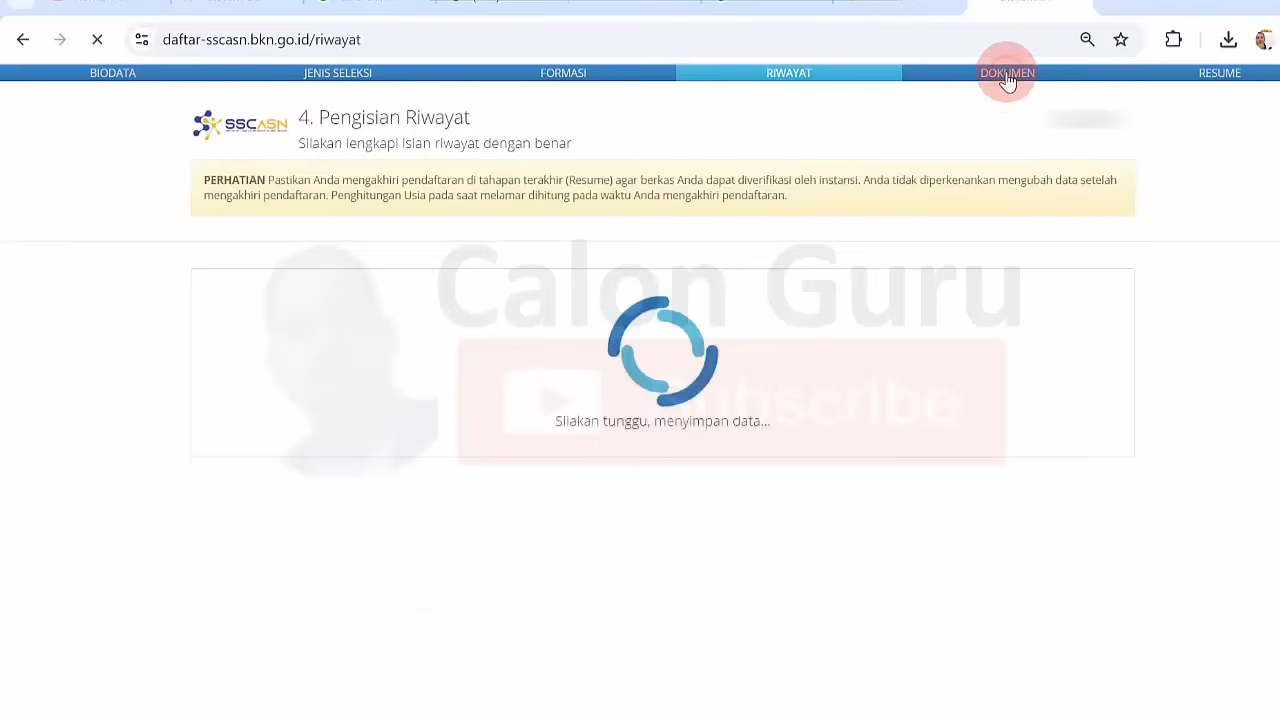 daftar-sscasn.bkn.go.id/riwayat
BIODATA
JENIS SELEKSI
FORMASI
RIWAYAT
DOKUMEN
RESUME
SSCASN
4. Pengisian Riwayat
Silakan lengkapi isian riwayat dengan benar
PERHATIAN Pastikan Anda mengakhiri pendaftaran di tahapan terakhir (Resume) agar berkas Anda dapat diverifikasi oleh instansi. Anda tidak diperkenankan mengubah data setelah
mengakhiri pendaftaran. Penghitungan Usia pada saat melamar dihitung pada waktu Anda mengakhiri pendaftaran.
Calon Guru
Subscribe
Silakan tunggu, menyimpan data...